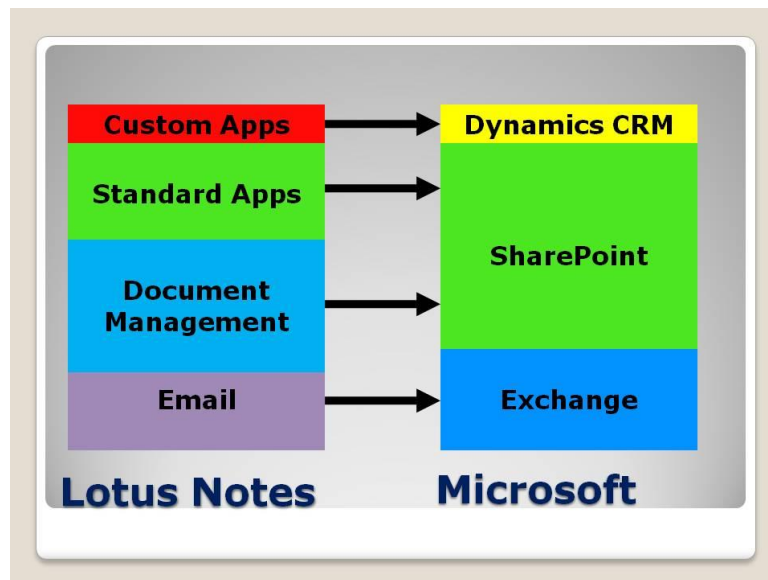 Custom Apps
Standard Apps
Document
Management
Email
Lotus Notes
Dynamics CRM
SharePoint
Exchange
Microsoft